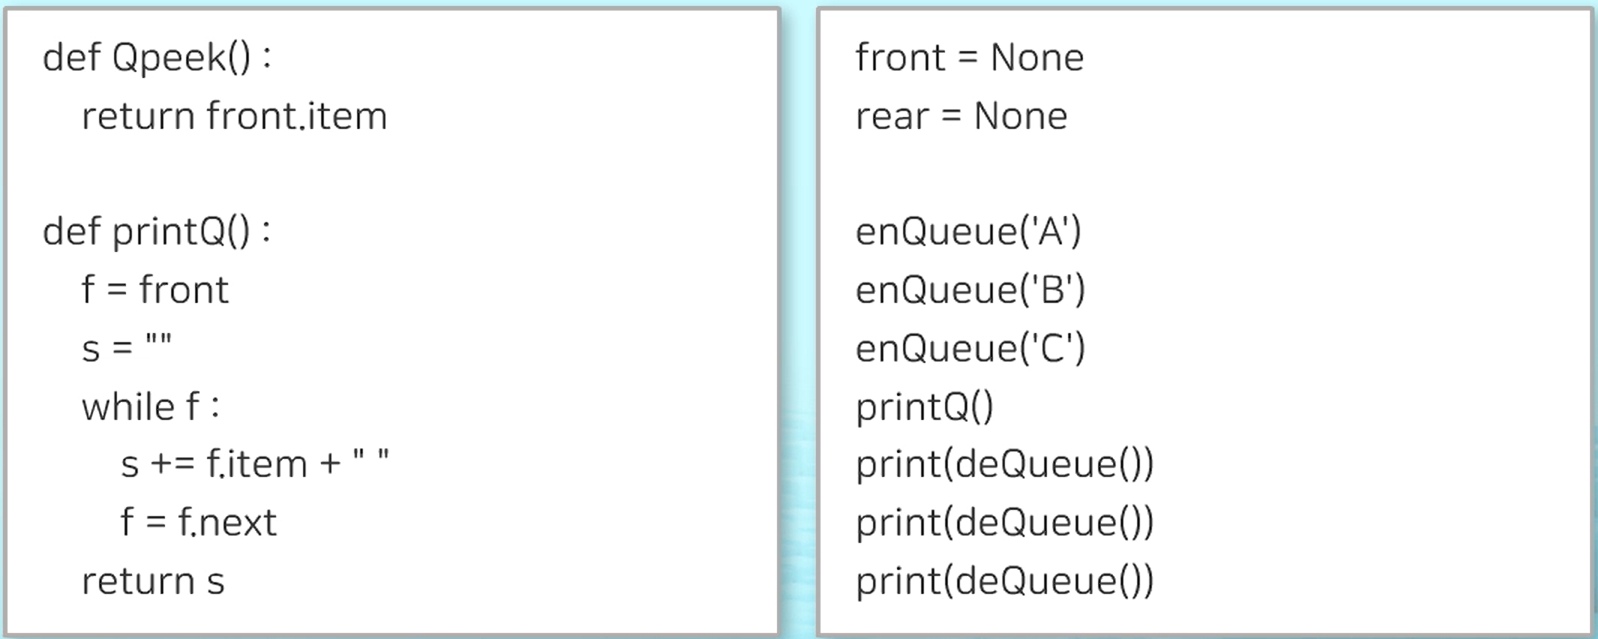 def Qpeek() :
return front.item
def printQ() :
f = front
s = ""
while f :
s += f.item + " "
f = f.next
return s
front = None
rear = None
enQueue('A')
enQueue('B')
enQueue('C')
printQ()
print(deQueue())
print(deQueue())
print(deQueue())